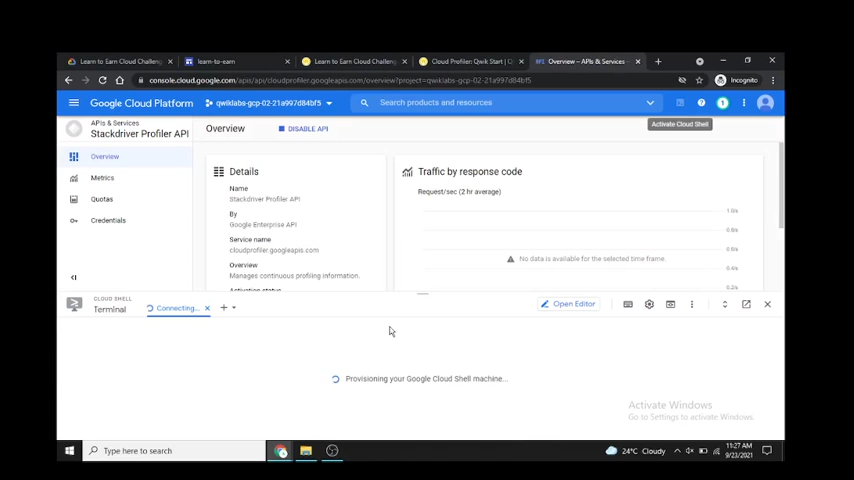 Learn to Earn Cloud Challeng
learn-to-earn
Learn to Earn Cloud Challeng
Cloud Profiler: Qwik Start | Q
Overview – APIs & Services –
console.cloud.google.com/apis/api/cloudprofiler.googleapis.com/overview?project=qwiklabs-gcp-02-21a997d84bf5
Incognito
Google Cloud Platform
qwiklabs-gcp-02-21a997d84bf5
Search products and resources
1
Activate Cloud Shell
APIs & Services
Stackdriver Profiler API
Overview
DISABLE API
Overview
Metrics
Quotas
Credentials
Details
Name
Stackdriver Profiler API
By
Google Enterprise API
Service name
cloudprofiler.googleapis.com
Overview
Manages continuous profiling information.
Activation status
Traffic by response code
Request/sec (2 hr average)
1.0/s
0.8/s
0.6/s
No data is available for the selected time frame.
0.4/s
0.2/s
CLOUD SHELL
Terminal
Connecting...
Open Editor
Provisioning your Google Cloud Shell machine...
Activate Windows
Go to Settings to activate Windows.
Type here to search
24°C Cloudy
11:27 AM
9/23/2021